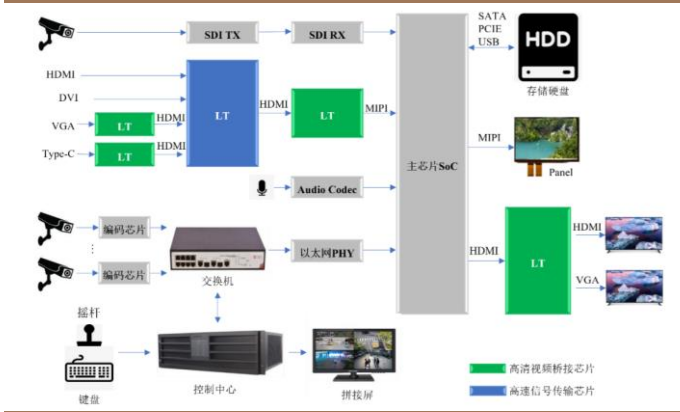 SDI TX
SDI RX
SATA
PCIE
USB
HDD
存储硬盘
HDMI
DVI
VGA
LT
HDMI
Type-C
LT
HDMI
LT
HDMI
LT
MIPI
主芯片SoC
MIPI
Panel
Audio Codec
编码芯片
编码芯片
交换机
以太网PHY
HDMI
LT
HDMI
VGA
摇杆
键盘
控制中心
拼接屏
高清视频桥接芯片
高速信号传输芯片